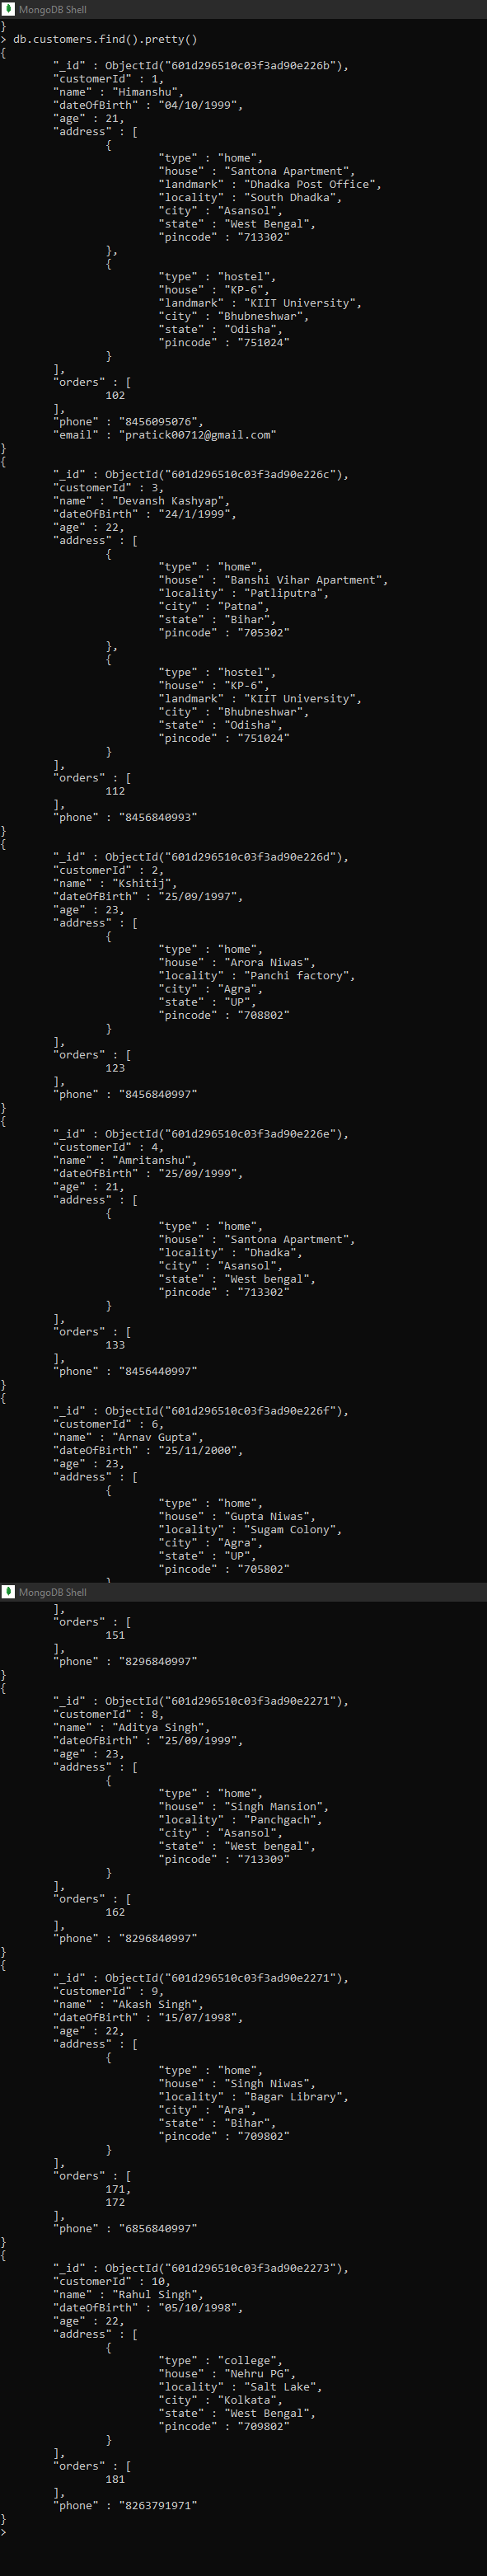 MongoDB Shell
}
> db.customers.find().pretty()
{
        "_id" : ObjectId("601d296510c03f3ad90e226b"),
        "customerId" : 1,
        "name" : "Himanshu",
        "dateOfBirth" : "04/10/1999",
        "age" : 21,
        "address" : [
                {
                        "type" : "home",
                        "house" : "Santona Apartment",
                        "landmark" : "Dhadka Post Office",
                        "locality" : "South Dhadka",
                        "city" : "Asansol",
                        "state" : "West Bengal",
                        "pincode" : "713302"
                },
                {
                        "type" : "hostel",
                        "house" : "KP-6",
                        "landmark" : "KIIT University",
                        "city" : "Bhubneshwar",
                        "state" : "Odisha",
                        "pincode" : "751024"
                }
        ],
        "orders" : [
                102
        ],
        "phone" : "8456095076",
        "email" : "pratick00712@gmail.com"
}
{
        "_id" : ObjectId("601d296510c03f3ad90e226c"),
        "customerId" : 3,
        "name" : "Devansh Kashyap",
        "dateOfBirth" : "24/1/1999",
        "age" : 22,
        "address" : [
                {
                        "type" : "home",
                        "house" : "Banshi Vihar Apartment",
                        "locality" : "Patliputra",
                        "city" : "Patna",
                        "state" : "Bihar",
                        "pincode" : "705302"
                },
                {
                        "type" : "hostel",
                        "house" : "KP-6",
                        "landmark" : "KIIT University",
                        "city" : "Bhubneshwar",
                        "state" : "Odisha",
                        "pincode" : "751024"
                }
        ],
        "orders" : [
                112
        ],
        "phone" : "8456840993"
}
{
        "_id" : ObjectId("601d296510c03f3ad90e226d"),
        "customerId" : 2,
        "name" : "Kshitij",
        "dateOfBirth" : "25/09/1997",
        "age" : 23,
        "address" : [
                {
                        "type" : "home",
                        "house" : "Arora Niwas",
                        "locality" : "Panchi factory",
                        "city" : "Agra",
                        "state" : "UP",
                        "pincode" : "708802"
                }
        ],
        "orders" : [
                123
        ],
        "phone" : "8456840997"
}
{
        "_id" : ObjectId("601d296510c03f3ad90e226e"),
        "customerId" : 4,
        "name" : "Amritanshu",
        "dateOfBirth" : "25/09/1999",
        "age" : 21,
        "address" : [
                {
                        "type" : "home",
                        "house" : "Santona Apartment",
                        "locality" : "Dhadka",
                        "city" : "Asansol",
                        "state" : "West bengal",
                        "pincode" : "713302"
                }
        ],
        "orders" : [
                133
        ],
        "phone" : "8456440997"
}
{
        "_id" : ObjectId("601d296510c03f3ad90e226f"),
        "customerId" : 6,
        "name" : "Arnav Gupta",
        "dateOfBirth" : "25/11/2000",
        "age" : 23,
        "address" : [
                {
                        "type" : "home",
                        "house" : "Gupta Niwas",
                        "locality" : "Sugam Colony",
                        "city" : "Agra",
                        "state" : "UP",
                        "pincode" : "705802"
                }
MongoDB Shell
        ],
        "orders" : [
                151
        ],
        "phone" : "8296840997"
}
{
        "_id" : ObjectId("601d296510c03f3ad90e2271"),
        "customerId" : 8,
        "name" : "Aditya Singh",
        "dateOfBirth" : "25/09/1999",
        "age" : 23,
        "address" : [
                {
                        "type" : "home",
                        "house" : "Singh Mansion",
                        "locality" : "Panchgach",
                        "city" : "Asansol",
                        "state" : "West bengal",
                        "pincode" : "713309"
                }
        ],
        "orders" : [
                162
        ],
        "phone" : "8296840997"
}
{
        "_id" : ObjectId("601d296510c03f3ad90e2271"),
        "customerId" : 9,
        "name" : "Akash Singh",
        "dateOfBirth" : "15/07/1998",
        "age" : 22,
        "address" : [
                {
                        "type" : "home",
                        "house" : "Singh Niwas",
                        "locality" : "Bagar Library",
                        "city" : "Ara",
                        "state" : "Bihar",
                        "pincode" : "709802"
                }
        ],
        "orders" : [
                171,
                172
        ],
        "phone" : "6856840997"
}
{
        "_id" : ObjectId("601d296510c03f3ad90e2273"),
        "customerId" : 10,
        "name" : "Rahul Singh",
        "dateOfBirth" : "05/10/1998",
        "age" : 22,
        "address" : [
                {
                        "type" : "college",
                        "house" : "Nehru PG",
                        "locality" : "Salt Lake",
                        "city" : "Kolkata",
                        "state" : "West Bengal",
                        "pincode" : "709802"
                }
        ],
        "orders" : [
                181
        ],
        "phone" : "8263791971"
}
>